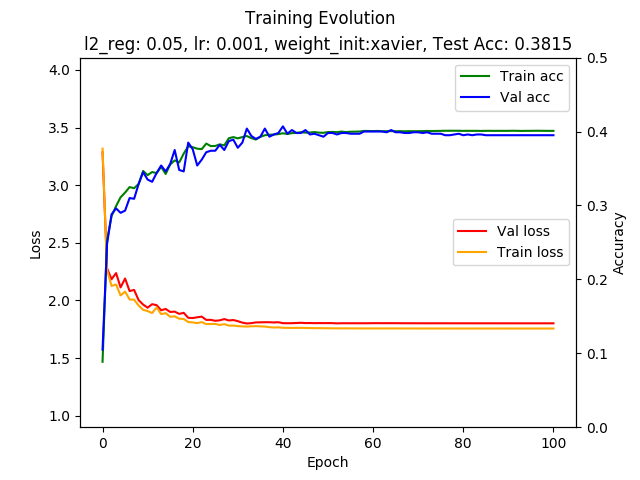 Training Evolution
l2_reg: 0.05, lr: 0.001, weight_init:xavier, Test Acc: 0.3815
4.0
3.5
3.0
2.5
2.0
1.5
1.0
Loss
Train acc
Val acc
Val loss
Train loss
0.5
0.4
0.3
0.2
0.1
0.0
Accuracy
0 20 40 60 80 100
Epoch